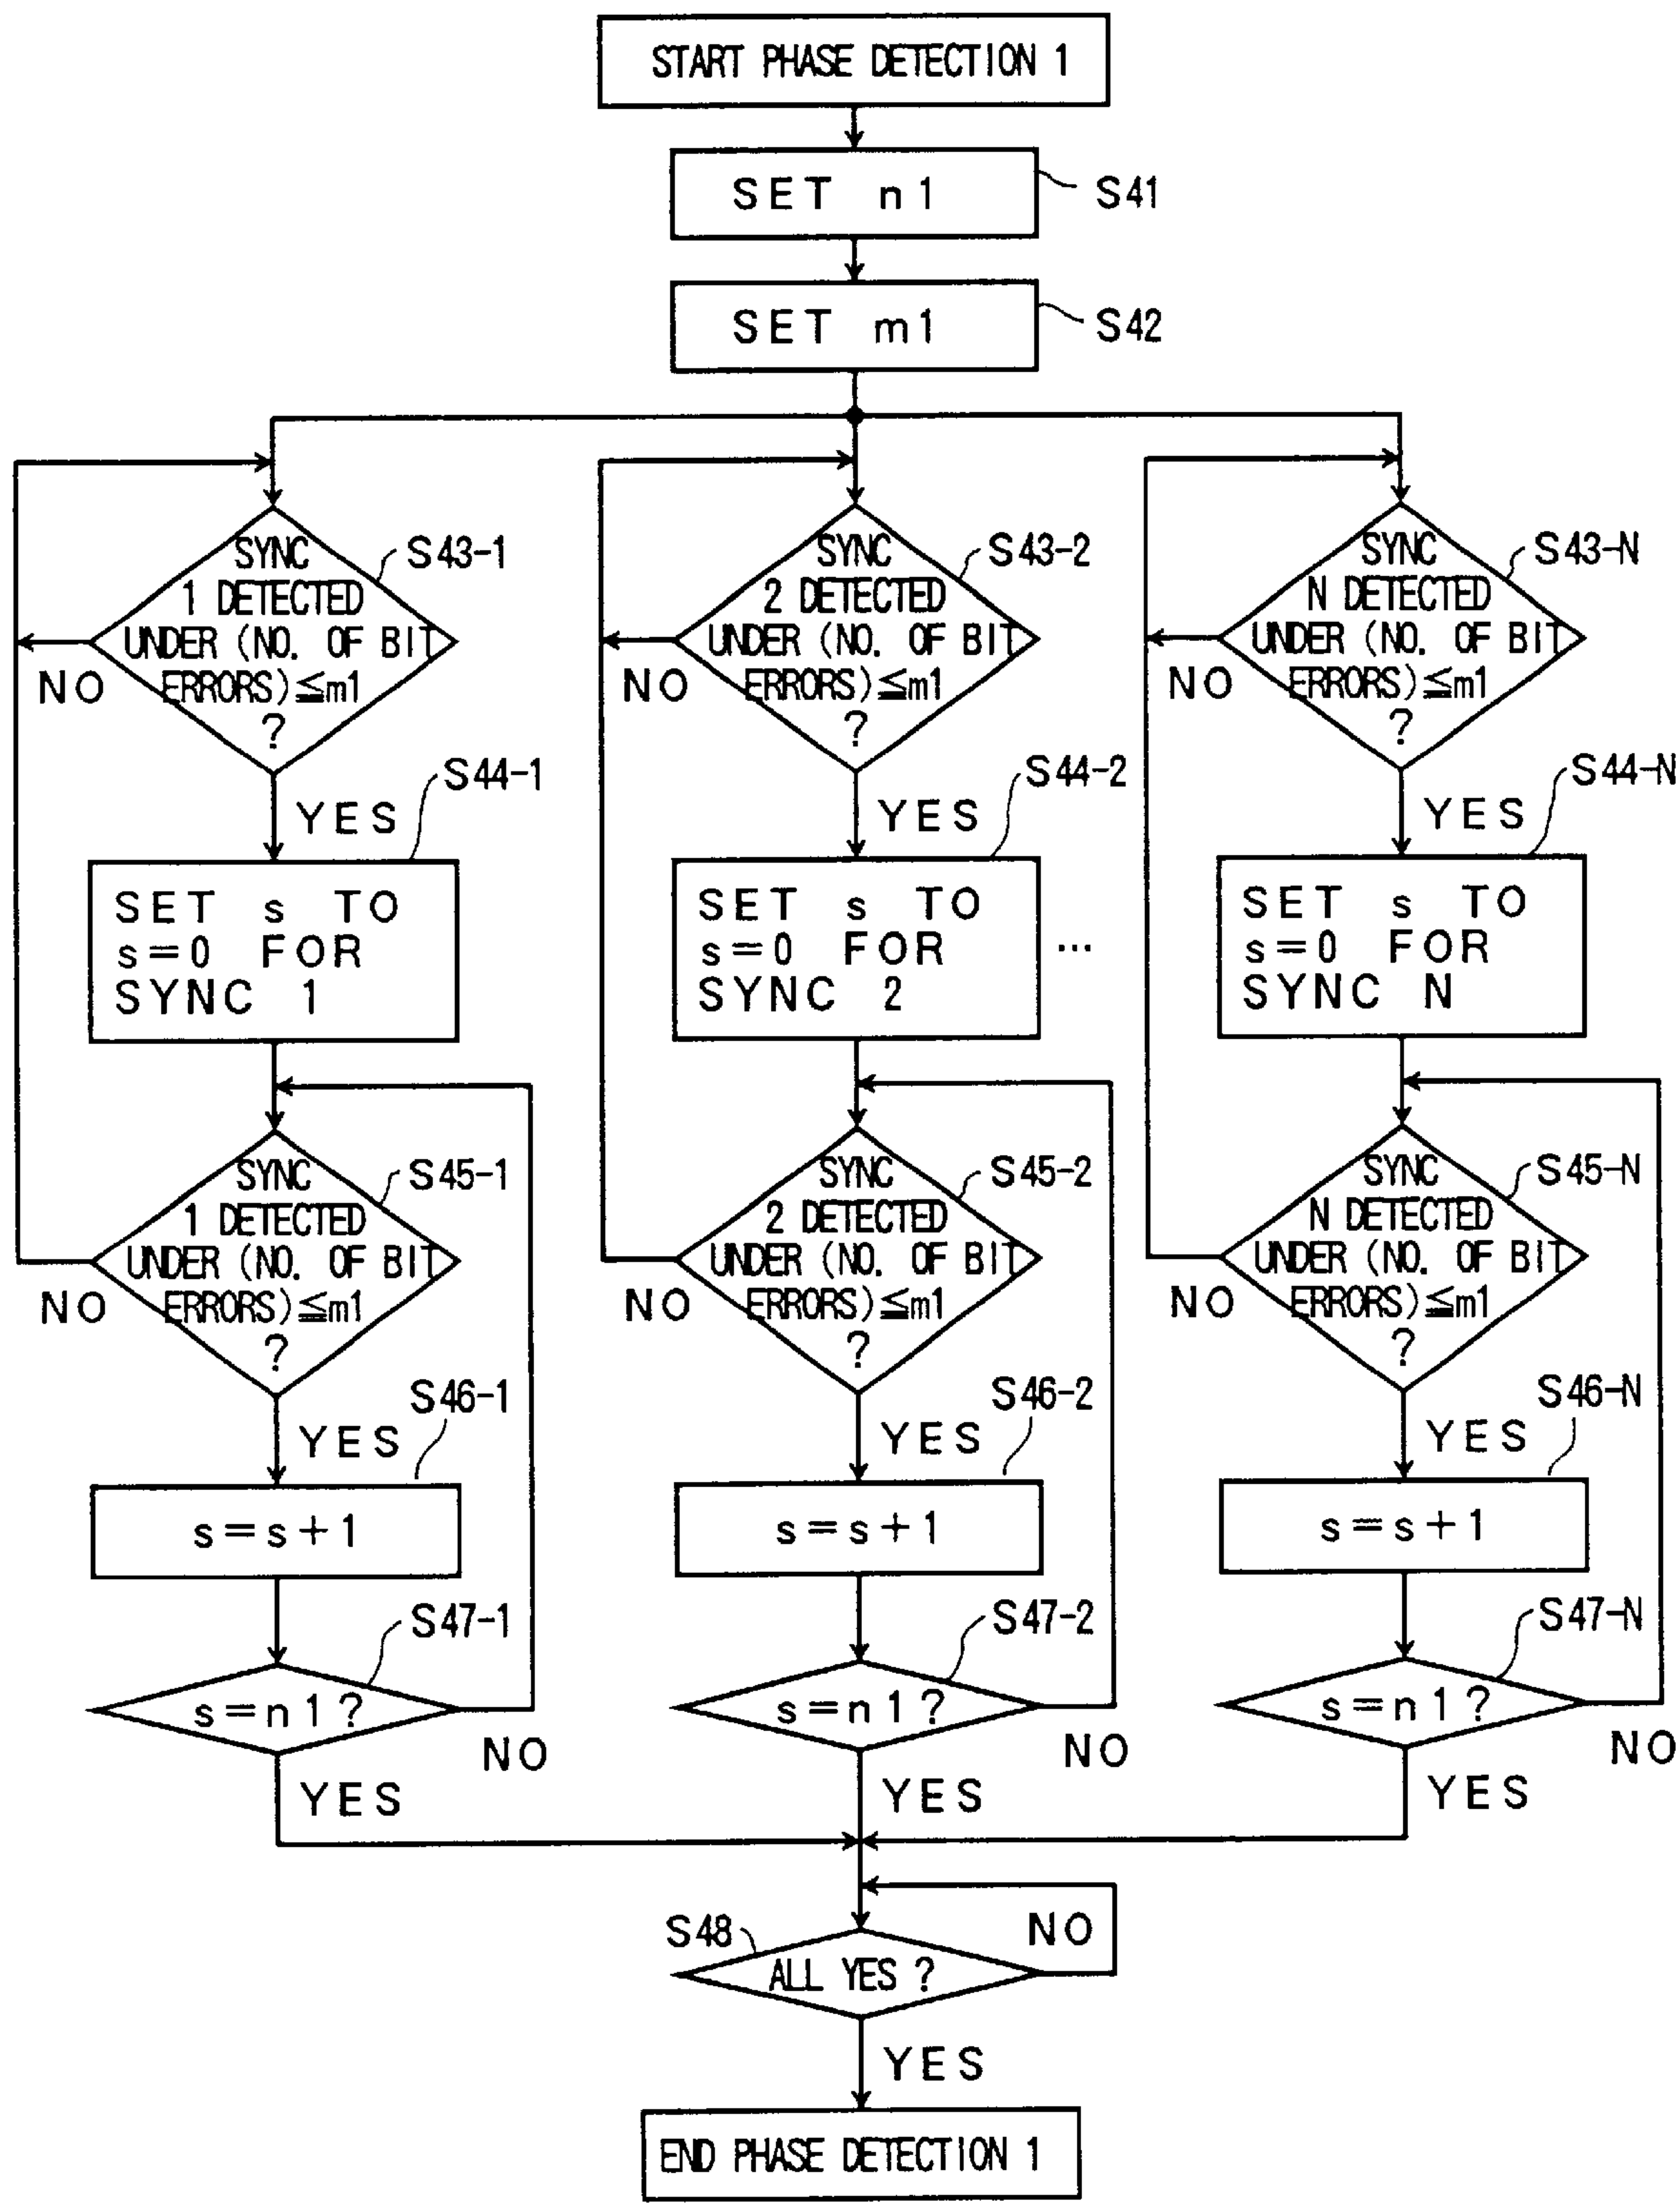 START PHASE DETECTION 1
SET n1
S41
SET m1
S42
SYNC
1 DETECTED
UNDER (NO. OF BIT
ERRORS)≦m1
?
S43-1
NO
YES
SYNC
2 DETECTED
UNDER (NO. OF BIT
ERRORS)≦m1
?
S43-2
NO
YES
SYNC
N DETECTED
UNDER (NO. OF BIT
ERRORS)≦m1
?
S43-N
NO
YES
S44-1
SET s TO
s=0 FOR
SYNC 1
S44-2
SET s TO
s=0 FOR
SYNC 2
...
S44-N
SET s TO
s=0 FOR
SYNC N
SYNC
1 DETECTED
UNDER (NO. OF BIT
ERRORS)≦m1
?
S45-1
NO
YES
SYNC
2 DETECTED
UNDER (NO. OF BIT
ERRORS)≦m1
?
S45-2
NO
YES
SYNC
N DETECTED
UNDER (NO. OF BIT
ERRORS)≦m1
?
S45-N
NO
YES
S46-1
s=s+1
S46-2
s=s+1
S46-N
s=s+1
S47-1
s=n1?
NO
YES
S47-2
s=n1?
NO
YES
S47-N
s=n1?
NO
YES
S48
ALL YES ?
NO
YES
END PHASE DETECTION 1